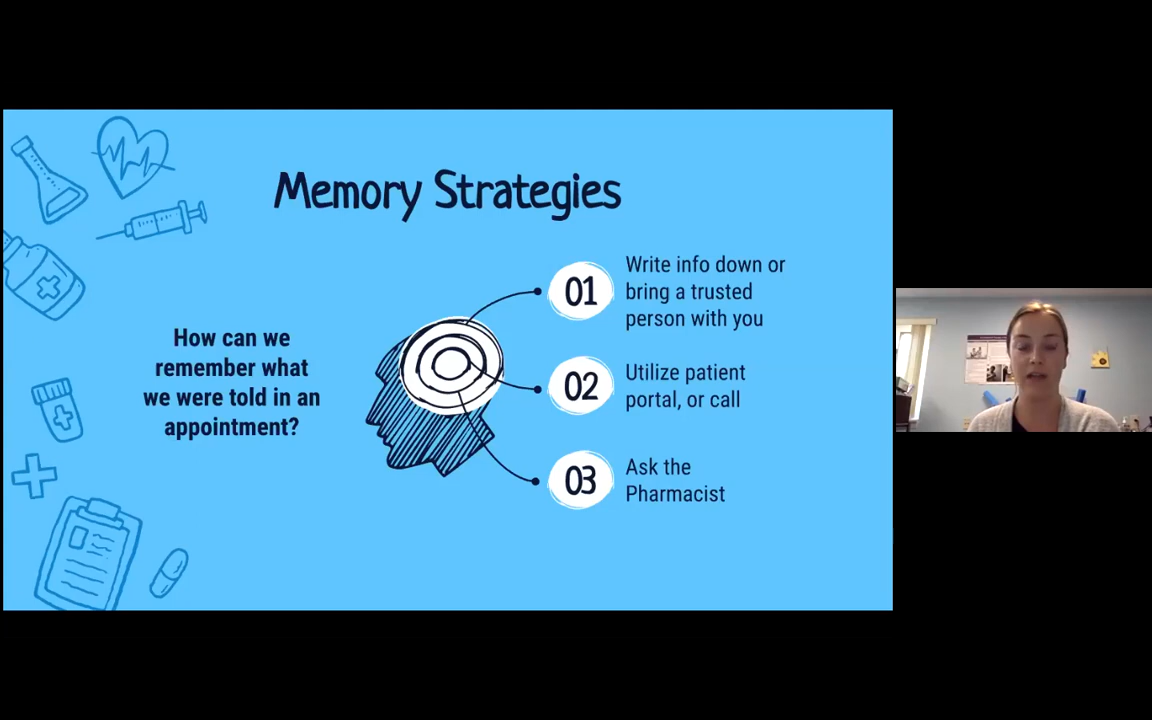 Memory Strategies
How can we
remember what
we were told in an
appointment?
01
Write info down or
bring a trusted
person with you
02
Utilize patient
portal, or call
03
Ask the
Pharmacist